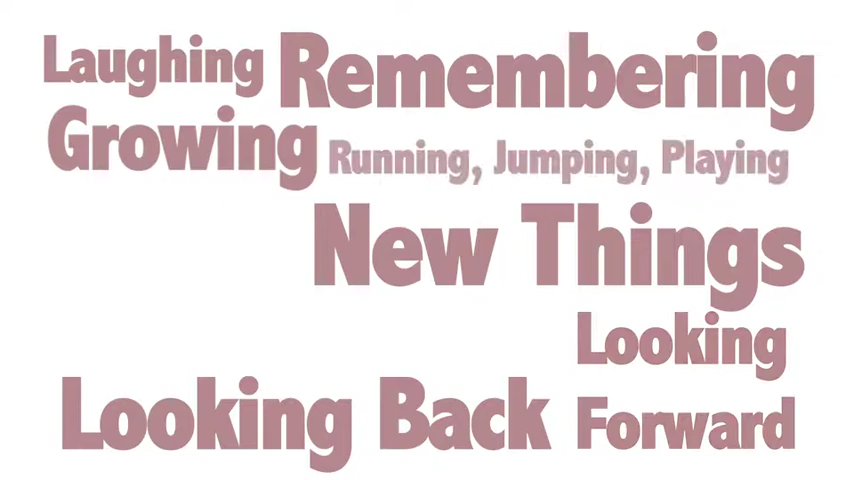 Laughing Remembering
Growing Running, Jumping, Playing
New Things
Looking
Looking Back Forward